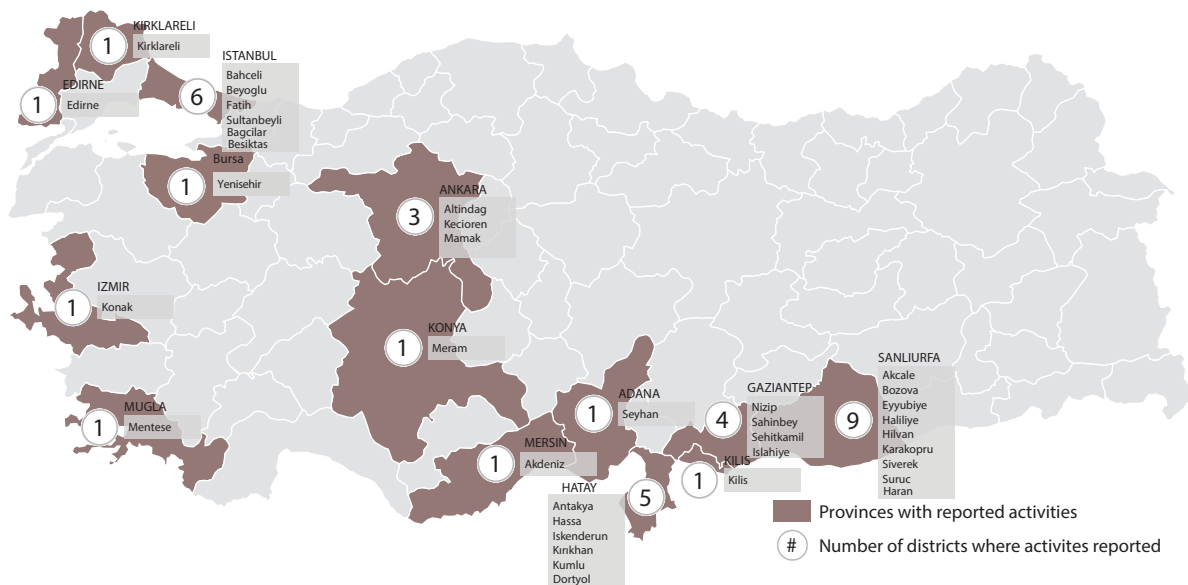 KIRKLARELI
1
Kirklareli
EDIRNE
1
Edirne
ISTANBUL
6
Bahceli
Beyoglu
Fatih
Sultanbeyli
Bagcilar
Besiktas
Bursa
1
Yenisehir
ANKARA
3
Altindag
Kecioren
Mamak
IZMIR
1
Konak
KONYA
1
Meram
MUGLA
1
Mentese
ADANA
1
Seyhan
MERSIN
1
Akdeniz
GAZIANTEP
4
Nizip
Sahinbey
Sehitkamil
Islahiye
KILIS
1
Kilis
SANLIURFA
9
Akcale
Bozova
Eyyubiye
Haliliye
Hilvan
Karakopru
Siverek
Suruc
Haran
HATAY
5
Antakya
Hassa
Iskenderun
Kırıkhan
Kumlu
Dortyol
Provinces with reported activities
# Number of districts where activites reported